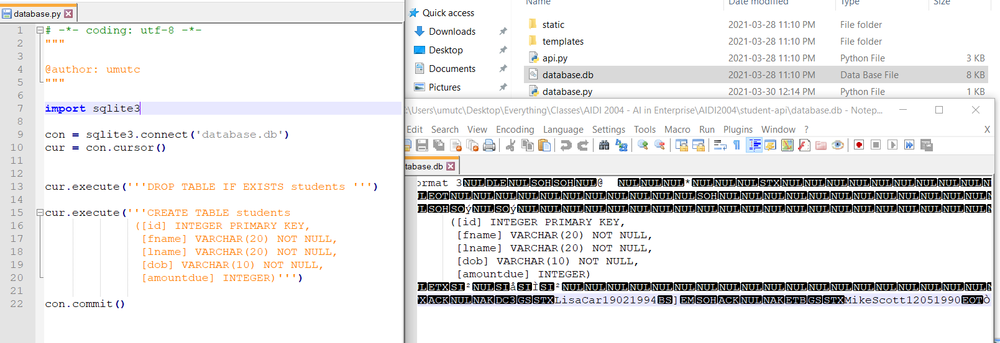 database.py
1 # -*- coding: utf-8 -*-
2 """
3
4 @author: umutc
5 """
6
7 import sqlite3
8
9 con = sqlite3.connect('database.db')
10 cur = con.cursor()
11
12
13 cur.execute('''DROP TABLE IF EXISTS students ''')
14
15 cur.execute('''CREATE TABLE students
16 ([id] INTEGER PRIMARY KEY,
17 [fname] VARCHAR(20) NOT NULL,
18 [lname] VARCHAR(20) NOT NULL,
19 [dob] VARCHAR(10) NOT NULL,
20 [amountdue] INTEGER)''')
21
22 con.commit()
Quick access
Downloads
Desktop
Documents
Pictures
Name Date modified Type Size
static 2021-03-28 11:10 PM File folder
templates 2021-03-28 11:10 PM File folder
api.py 2021-03-28 11:10 PM Python File 3 KB
database.db 2021-03-28 11:10 PM Data Base File 8 KB
database.py 2021-03-30 12:14 PM Python File 1 KB
:\Users\umutc\Desktop\Everything\Classes\AIDI 2004 - AI in Enterprise\AIDI2004\student-api\database.db - Notep...
Edit Search View Encoding Language Settings Tools Macro Run Plugins Window ? X
tabase.db
ormat 3NULDLENULSOHSOHNUL@ NULNULNUL*NULNULNULSTXNULNULNULNULNULNULNULNULNULNULNUL
LEOTNULNULNULNULNULNULNULNULNULNULNULSOHNULNULNULNULNULNULNULNULNULNULNUL
LSOHSOýNULSOýNULNULNULNULNULNULNULNULNULNULNULNULNULNULNULNULNULNULNULNULNUL
([id] INTEGER PRIMARY KEY,
[fname] VARCHAR(20) NOT NULL,
[lname] VARCHAR(20) NOT NULL,
[dob] VARCHAR(10) NOT NULL,
[amountdue] INTEGER)
LETXSI²NULSIåSIÌSI²NULNULNULNULNULNULNULNULNULNULNULNULNULNULNULNULNULNULNUL
TXACKNULNAKDC3GSSTXLisaCar19021994BS]EMSOHACKNULNAKETBGSSTXMikeScott12051990EOTÒ